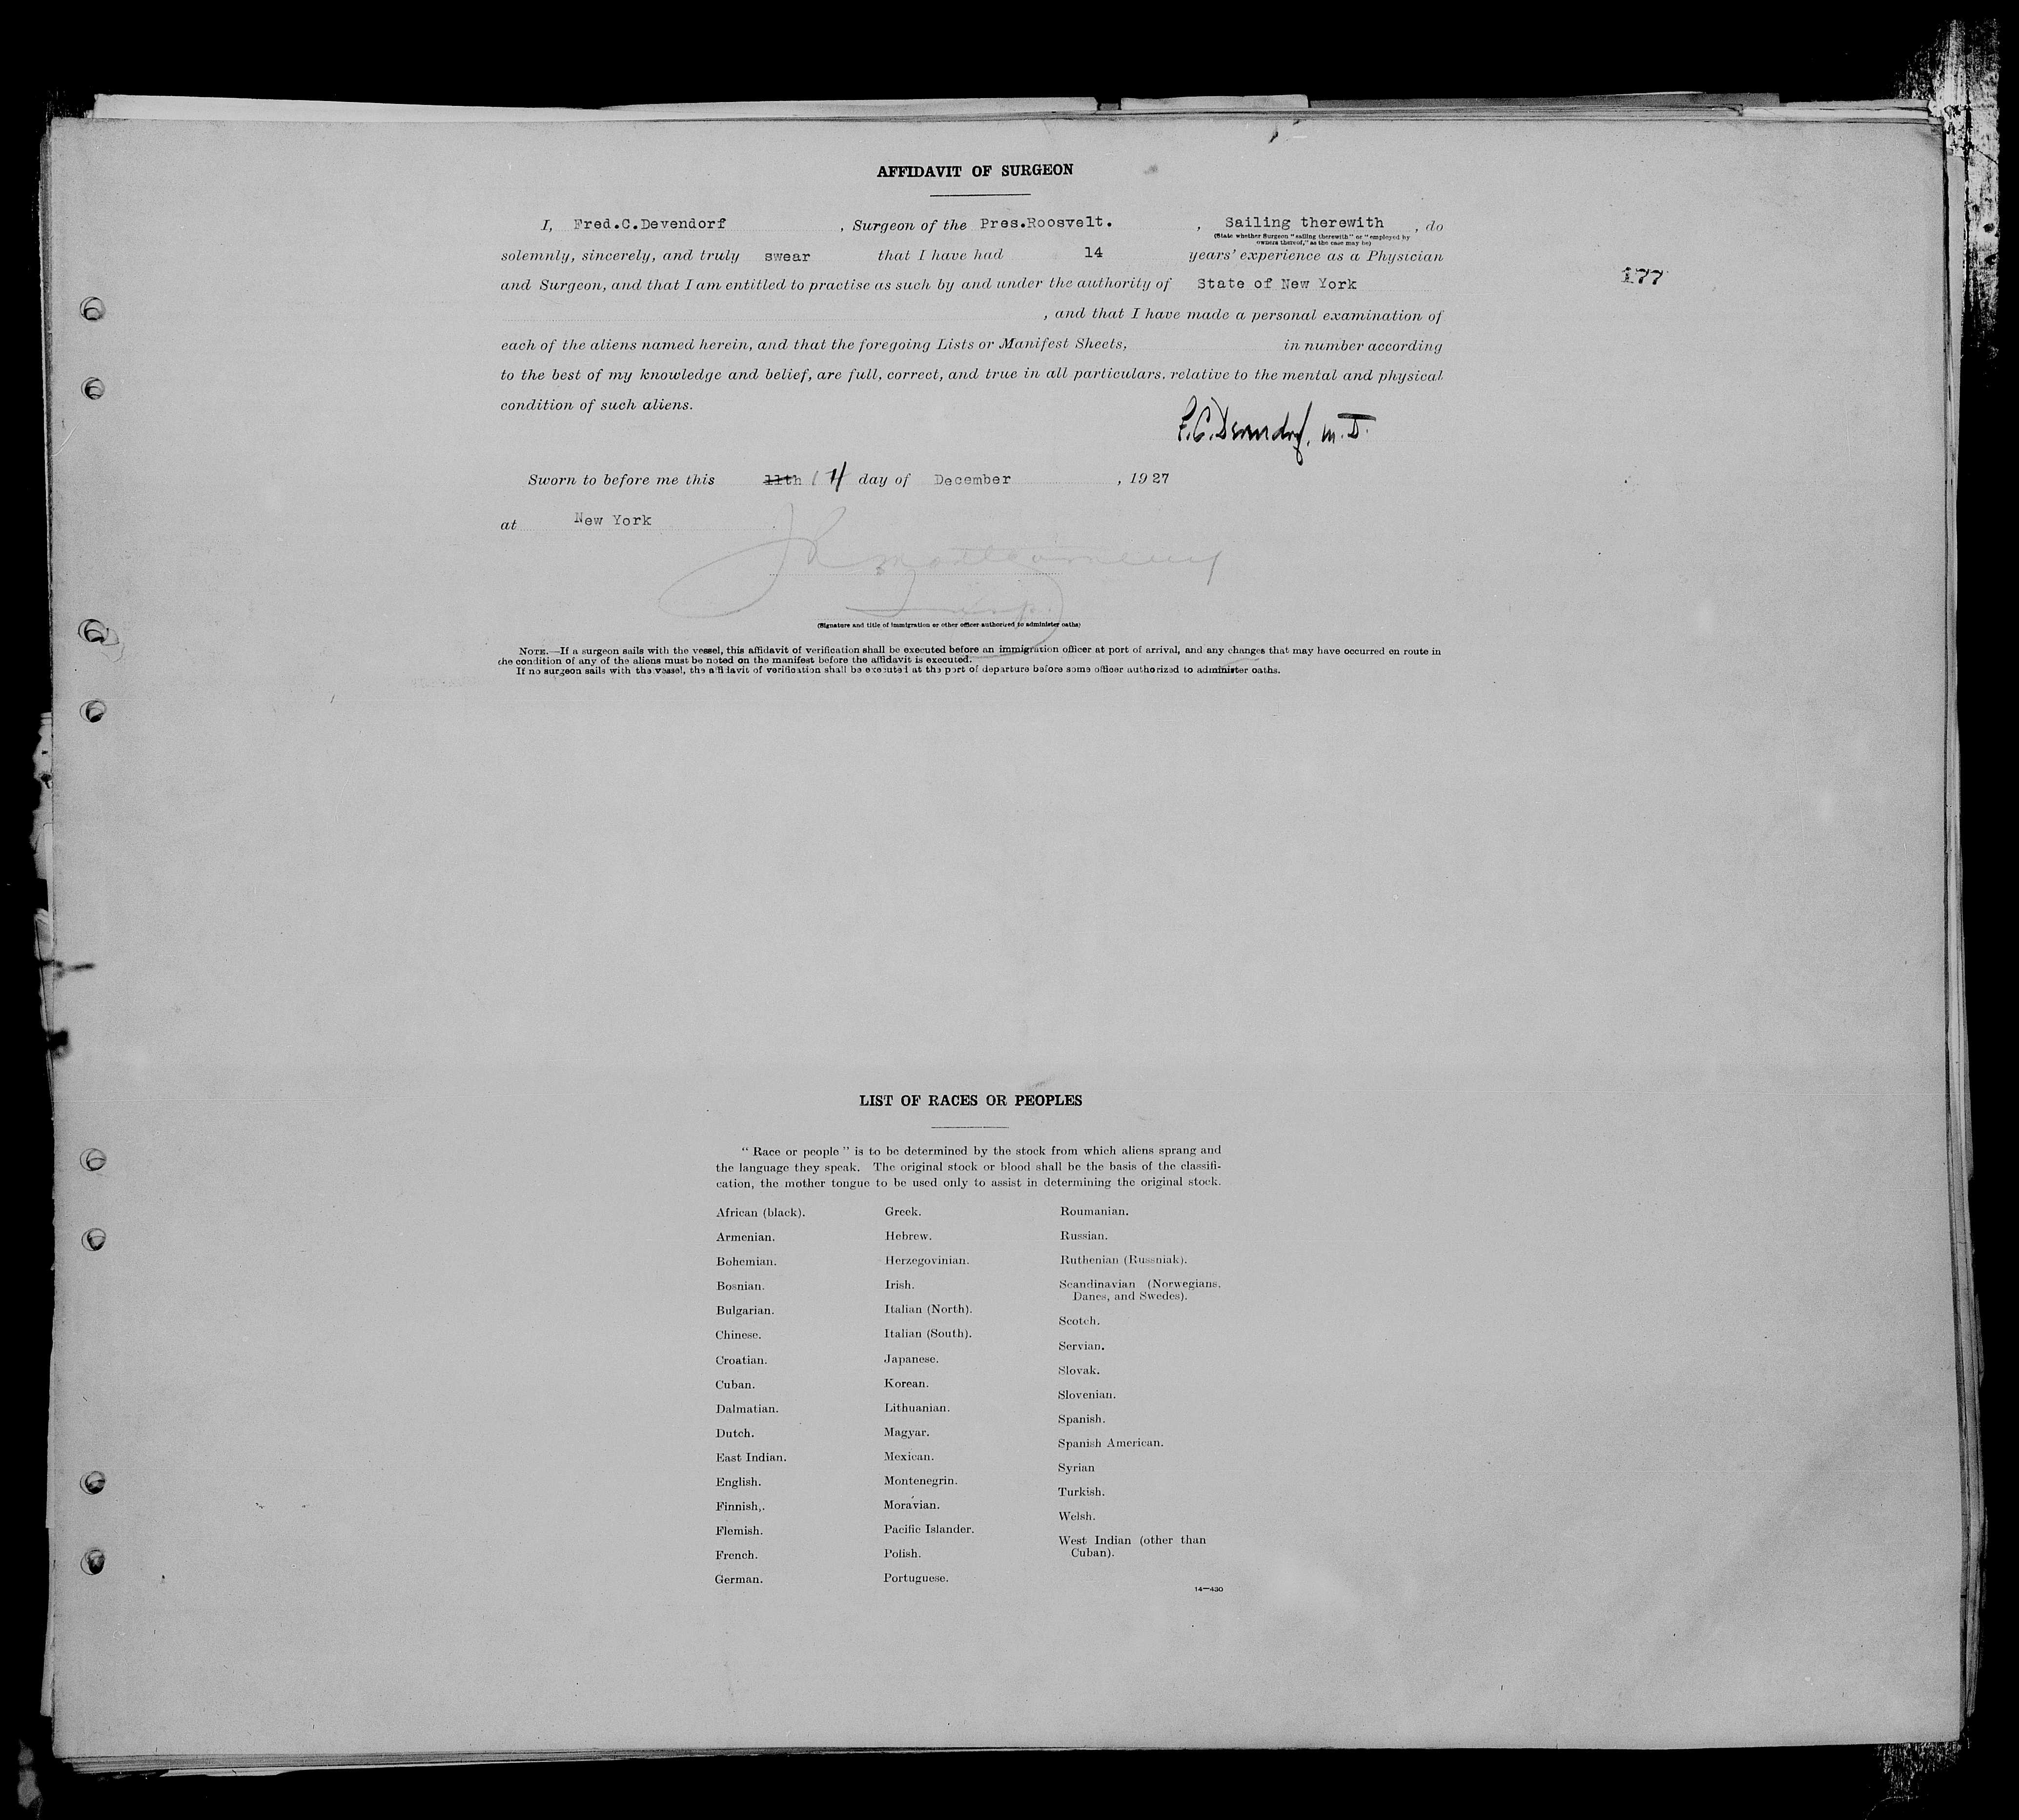 AFFIDAVIT OF SURGEON
I, Fred.C.Devendorf , Surgeon of the Pres.Roosvelt. , Sailing therewith , do
(State whether Surgeon "sailing therewith" or "employed by
owners thereof," as the case may be)
solemnly, sincerely, and truly swear that I have had 14 years' experience as a Physician
177
and Surgeon, and that I am entitled to practise as such by and under the authority of State of New York
, and that I have made a personal examination of
each of the aliens named herein, and that the foregoing Lists or Manifest Sheets, in number according
to the best of my knowledge and belief, are full, correct, and true in all particulars, relative to the mental and physical
condition of such aliens.
F.C.Devendorf, M.D.
Sworn to before me this 11th 14 day of December , 1927
at New York
Insp.
(Signature and title of immigration or other officer authorized to administer oaths)
NOTE.—If a surgeon sails with the vessel, this affidavit of verification shall be executed before an immigration officer at port of arrival, and any changes that may have occurred en route in
the condition of any of the aliens must be noted on the manifest before the affidavit is executed.
If no surgeon sails with the vessel, the affidavit of verification shall be executed at the port of departure before some officer authorized to administer oaths.
LIST OF RACES OR PEOPLES
" Race or people " is to be determined by the stock from which aliens sprang and
the language they speak. The original stock or blood shall be the basis of the classifi-
cation, the mother tongue to be used only to assist in determining the original stock.
African (black).
Armenian.
Bohemian.
Bosnian.
Bulgarian.
Chinese.
Croatian.
Cuban.
Dalmatian.
Dutch.
East Indian.
English.
Finnish,.
Flemish.
French.
German.
Greek.
Hebrew.
Herzegovinian.
Irish.
Italian (North).
Italian (South).
Japanese.
Korean.
Lithuanian.
Magyar.
Mexican.
Montenegrin.
Moravian.
Pacific Islander.
Polish.
Portuguese.
Roumanian.
Russian.
Ruthenian (Russniak).
Scandinavian (Norwegians,
Danes, and Swedes).
Scotch.
Servian.
Slovak.
Slovenian.
Spanish.
Spanish American.
Syrian
Turkish.
Welsh.
West Indian (other than
Cuban).
14—430